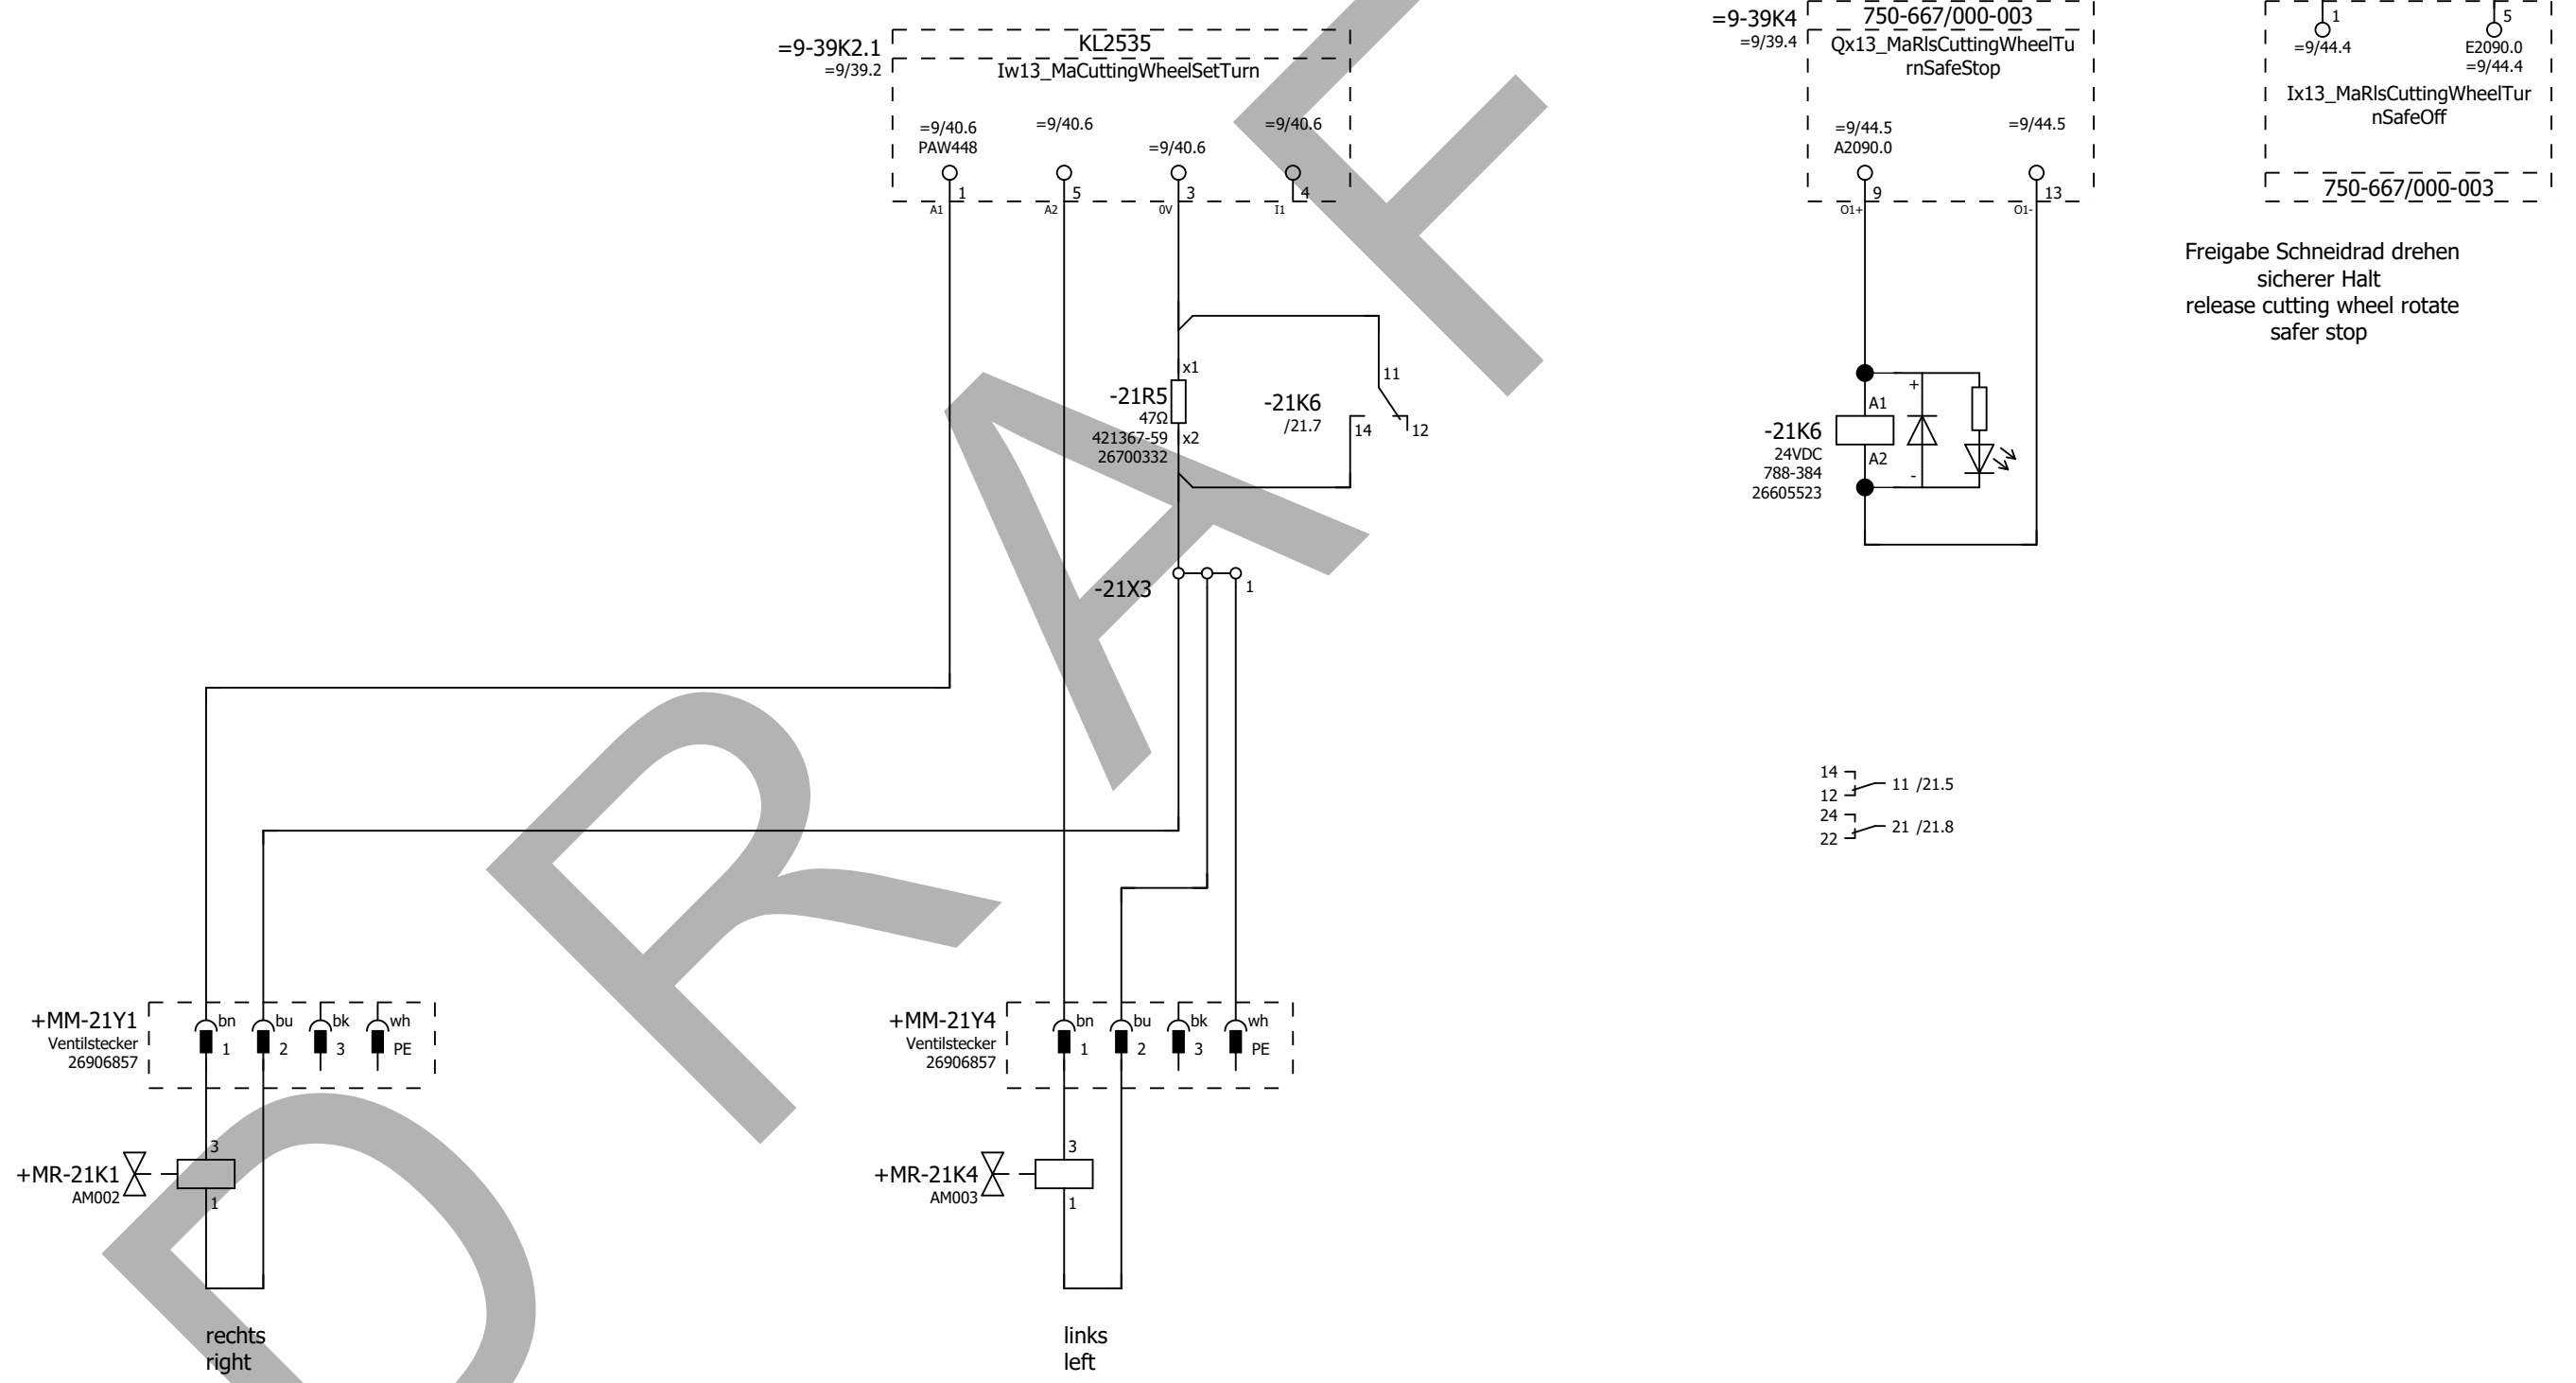 =9-39K2.1
=9/39.2
KL2535
Iw13_MaCuttingWheelSetTurn
=9/40.6
PAW448
=9/40.6
=9/40.6
=9/40.6
1
5
3
4
A1
A2
0V
I1
=9-39K4
=9/39.4
750-667/000-003
Qx13_MaRlsCuttingWheelTu
rnSafeStop
=9/44.5
A2090.0
=9/44.5
9
13
O1+
O1-
1
5
=9/44.4
E2090.0
=9/44.4
Ix13_MaRlsCuttingWheelTur
nSafeOff
750-667/000-003
Freigabe Schneidrad drehen
sicherer Halt
release cutting wheel rotate
safer stop
x1
-21R5
47Ω
421367-59
26700332
x2
-21K6
/21.7
11
14
12
-21K6
24VDC
788-384
26605523
A1
A2
+
-
-21X3
1
14
12
11 /21.5
24
22
21 /21.8
+MM-21Y1
Ventilstecker
26906857
bn
bu
bk
wh
1
2
3
PE
+MM-21Y4
Ventilstecker
26906857
bn
bu
bk
wh
1
2
3
PE
+MR-21K1
AM002
3
1
+MR-21K4
AM003
3
1
rechts
right
links
left
DRAF